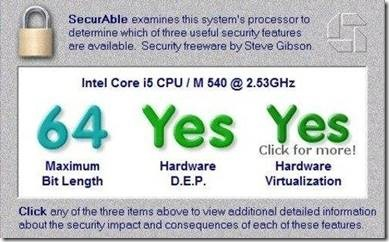 SecurAble examines this system's processor to
determine which of three useful security features
are available. Security freeware by Steve Gibson.
Intel Core i5 CPU / M 540 @ 2.53GHz
64 Yes Yes
Click for more!
Maximum Hardware Hardware
Bit Length D.E.P. Virtualization
Click any of the three items above to view additional detailed information
about the security impact and consequences of each of these features.